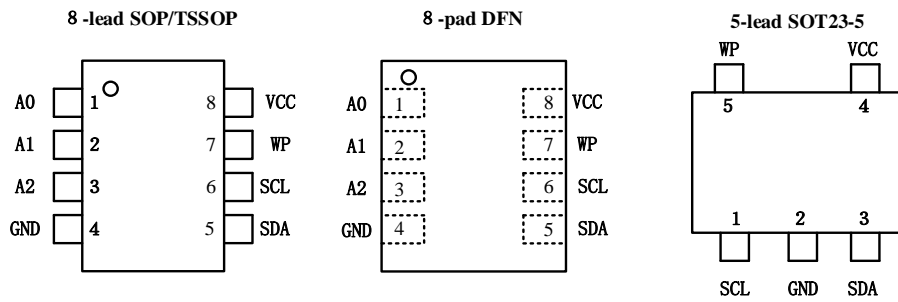 8 -lead SOP/TSSOP
8 -pad DFN
5-lead SOT23-5
A0 1 8 VCC
A1 2 7 WP
A2 3 6 SCL
GND 4 5 SDA
A0 1 8 VCC
A1 2 7 WP
A2 3 6 SCL
GND 4 5 SDA
WP VCC
5 4
1 2 3
SCL GND SDA